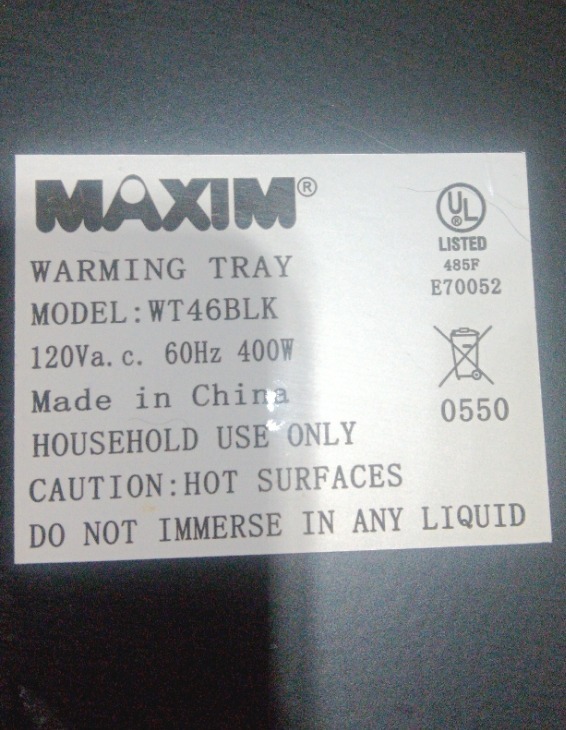 MAXIM®
WARMING TRAY
MODEL:WT46BLK
120Va.c. 60Hz 400W
Made in China
HOUSEHOLD USE ONLY
CAUTION:HOT SURFACES
DO NOT IMMERSE IN ANY LIQUID
UL®
LISTED
485F
E70052
0550